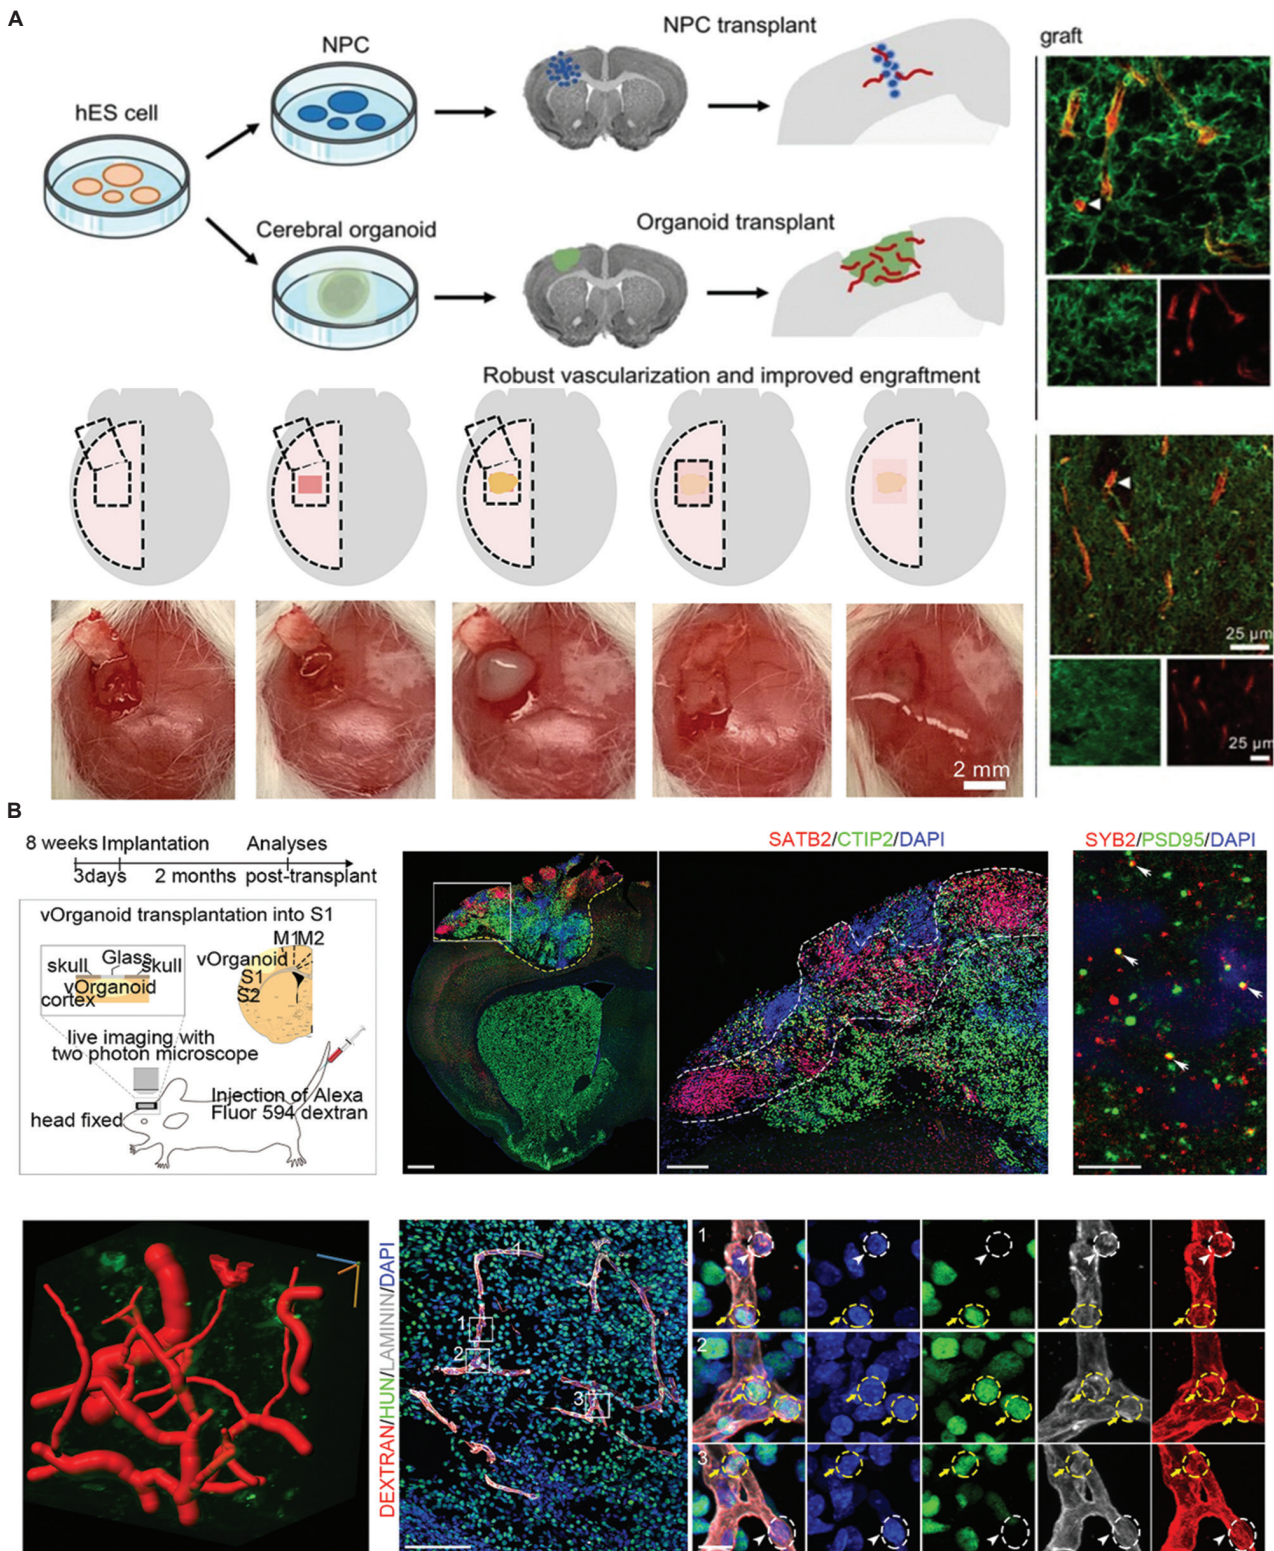 A
NPC
NPC transplant
graft
hES cell
Cerebral organoid
Organoid transplant
Robust vascularization and improved engraftment
25 µm
25 µm
2 mm
B
8 weeks Implantation
Analyses
3days
2 months
post-transplant
vOrganoid transplantation into S1
M1M2
skull
Glass
skull
vOrganoid
cortex
vOrganoid
S1
S2
live imaging with
two photon microscope
head fixed
Injection of Alexa
Fluor 594 dextran
SATB2/CTIP2/DAPI
SYB2/PSD95/DAPI
DEXTRAN/HUN/LAMININ/DAPI
1
2
3
1
2
3